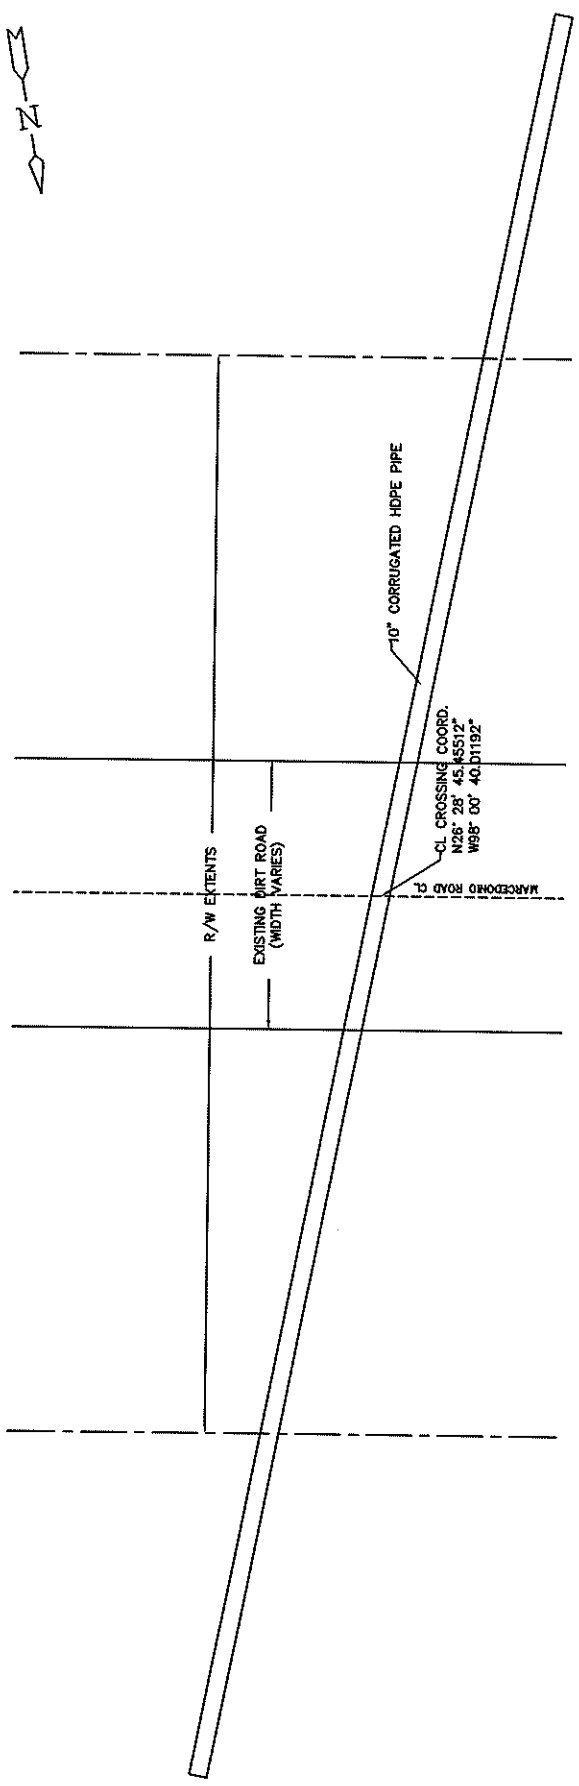 N
10" CORRUGATED HDPE PIPE
CL CROSSING COORD.
N26° 28' 45.45512"
W98° 00' 40.01192"
R/W EXTENTS
EXISTING DIRT ROAD
(WIDTH VARIES)
MARCEDONIO ROAD CL